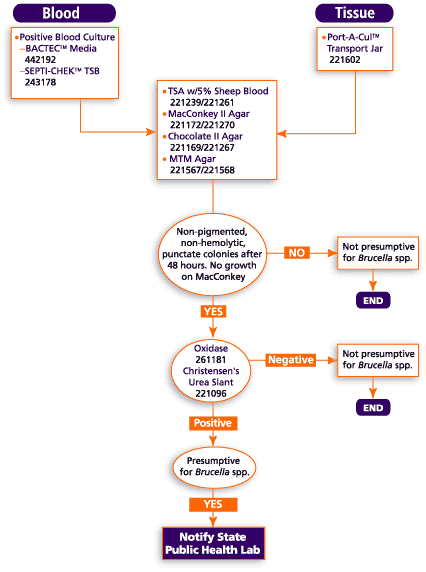 Blood
•Positive Blood Culture
–BACTEC™ Media
442192
–SEPTI-CHEK™ TSB
243178
Tissue
•Port-A-Cul™
Transport Jar
221602
•TSA w/5% Sheep Blood
221239/221261
•MacConkey II Agar
221172/221270
•Chocolate II Agar
221169/221267
•MTM Agar
221567/221568
Non-pigmented,
non-hemolytic,
punctate colonies after
48 hours. No growth
on MacConkey
NO
Not presumptive
for Brucella spp.
END
YES
Oxidase
261181
Christensen's
Urea Slant
221096
Negative
Not presumptive
for Brucella spp.
END
Positive
Presumptive
for Brucella spp.
YES
Notify State
Public Health Lab